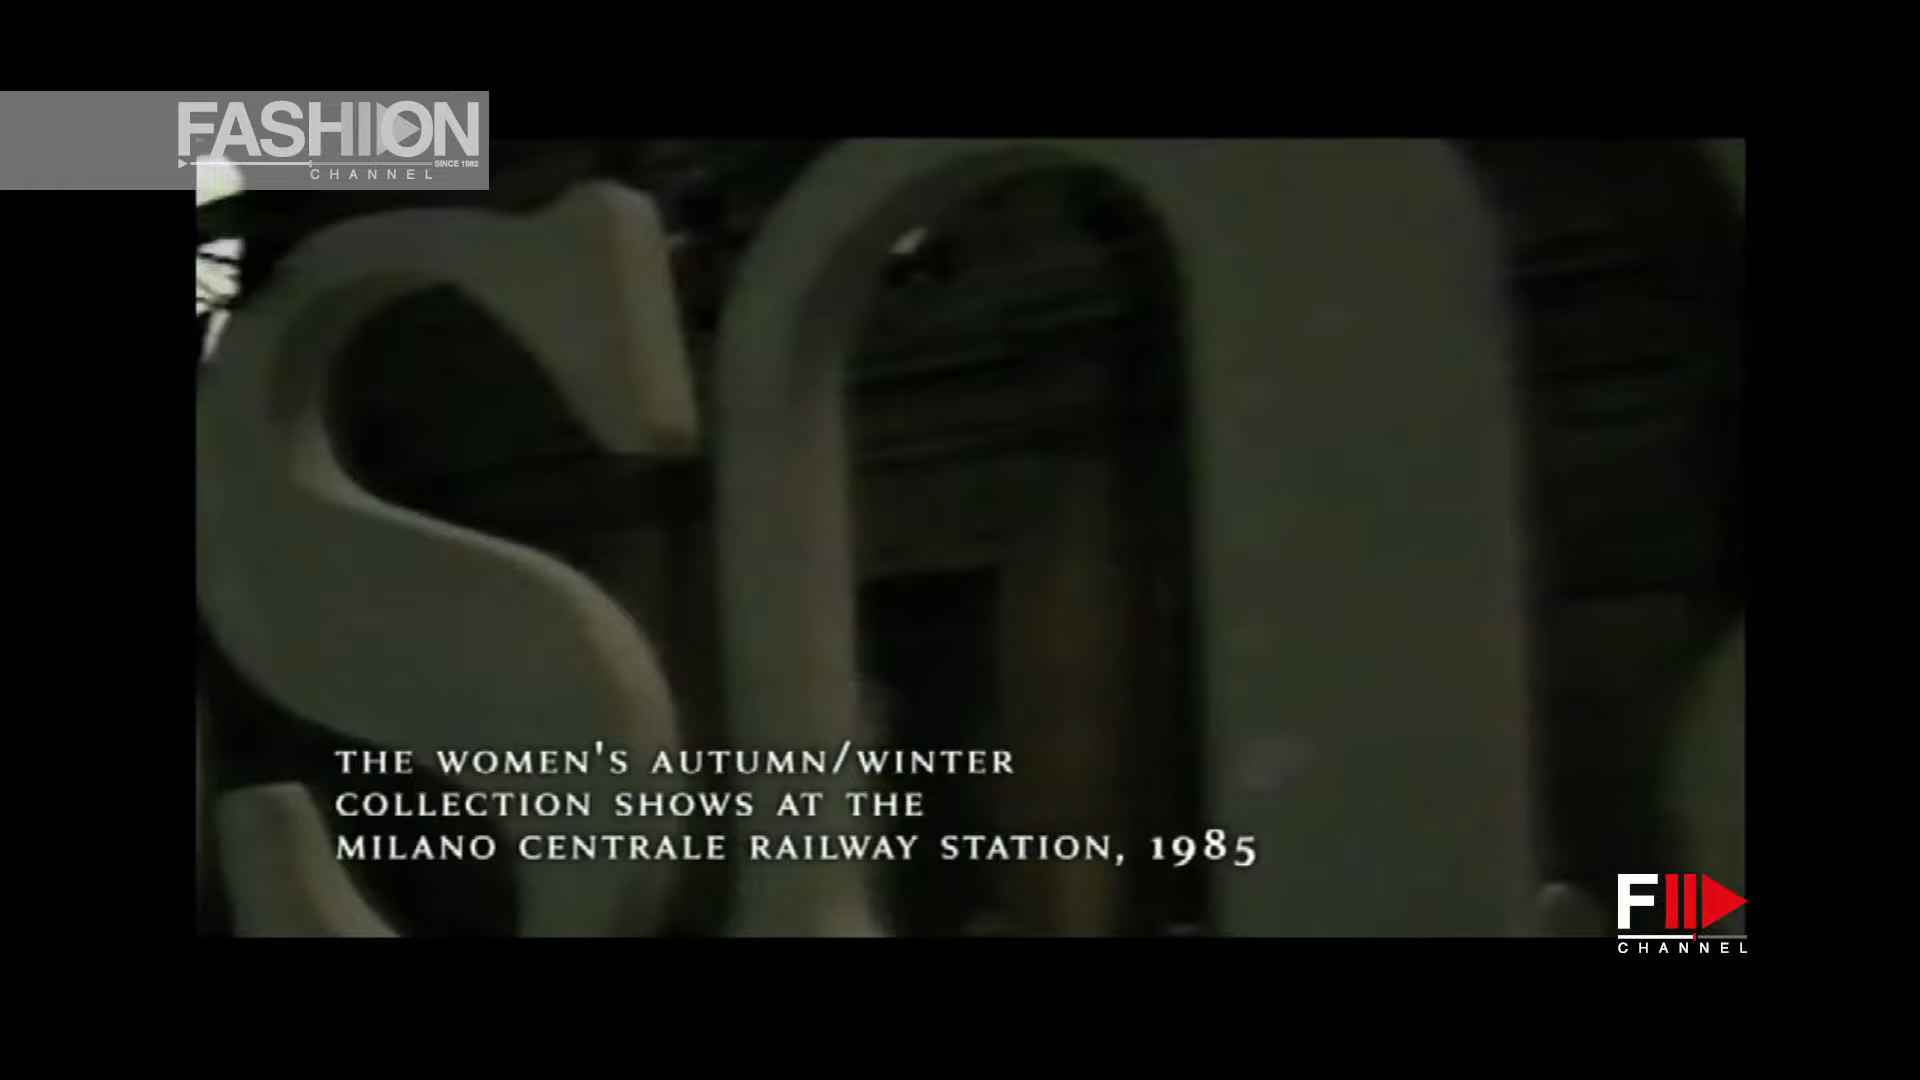 FASHION
SINCE 1982
CHANNEL
THE WOMEN'S AUTUMN/WINTER
COLLECTION SHOWS AT THE
MILANO CENTRALE RAILWAY STATION, 1985
F
CHANNEL